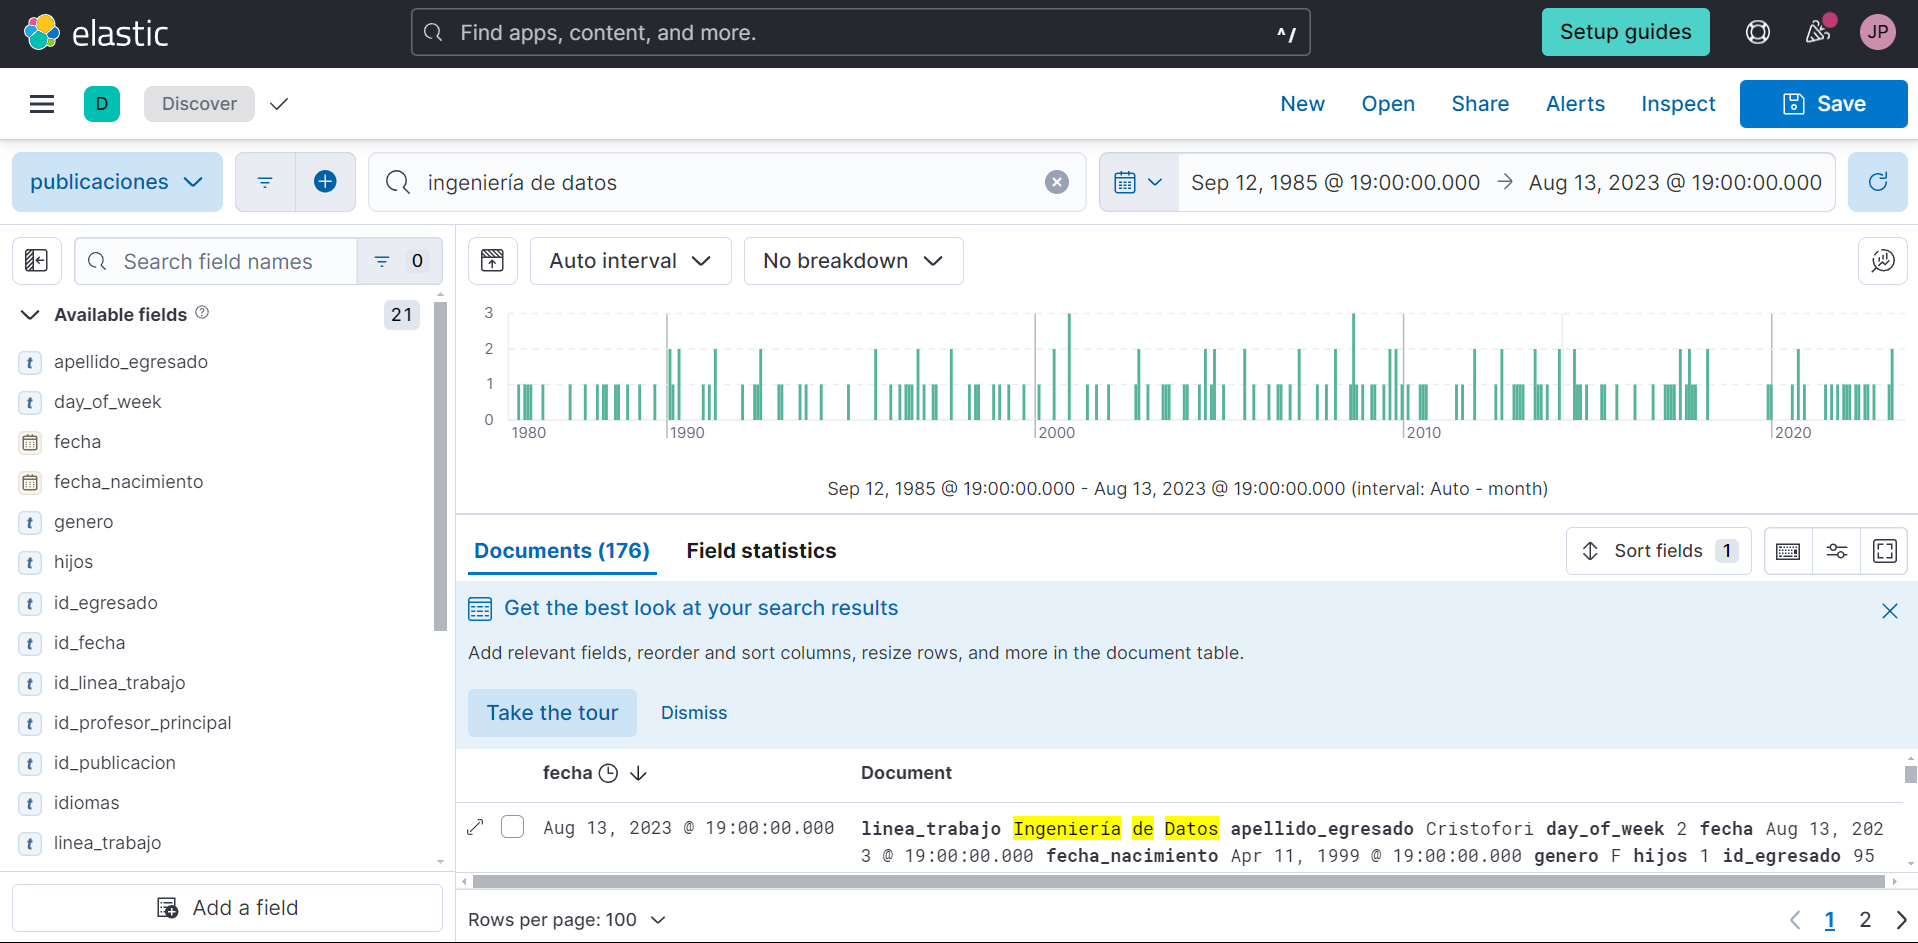 elastic
Find apps, content, and more.
^/
Setup guides
JP
D
Discover
New
Open
Share
Alerts
Inspect
Save
publicaciones
ingeniería de datos
Sep 12, 1985 @ 19:00:00.000 → Aug 13, 2023 @ 19:00:00.000
Search field names
0
Auto interval
No breakdown
Available fields
21
t apellido_egresado
t day_of_week
fecha
fecha_nacimiento
t genero
t hijos
t id_egresado
t id_fecha
t id_linea_trabajo
t id_profesor_principal
t id_publicacion
t idiomas
t linea_trabajo
Add a field
3
2
1
0
1980
1990
2000
2010
2020
Sep 12, 1985 @ 19:00:00.000 - Aug 13, 2023 @ 19:00:00.000 (interval: Auto - month)
Documents (176)
Field statistics
Sort fields 1
Get the best look at your search results
Add relevant fields, reorder and sort columns, resize rows, and more in the document table.
Take the tour
Dismiss
fecha
Document
Aug 13, 2023 @ 19:00:00.000
linea_trabajo Ingeniería de Datos apellido_egresado Cristofori day_of_week 2 fecha Aug 13, 202
3 @ 19:00:00.000 fecha_nacimiento Apr 11, 1999 @ 19:00:00.000 genero F hijos 1 id_egresado 95
Rows per page: 100
1
2